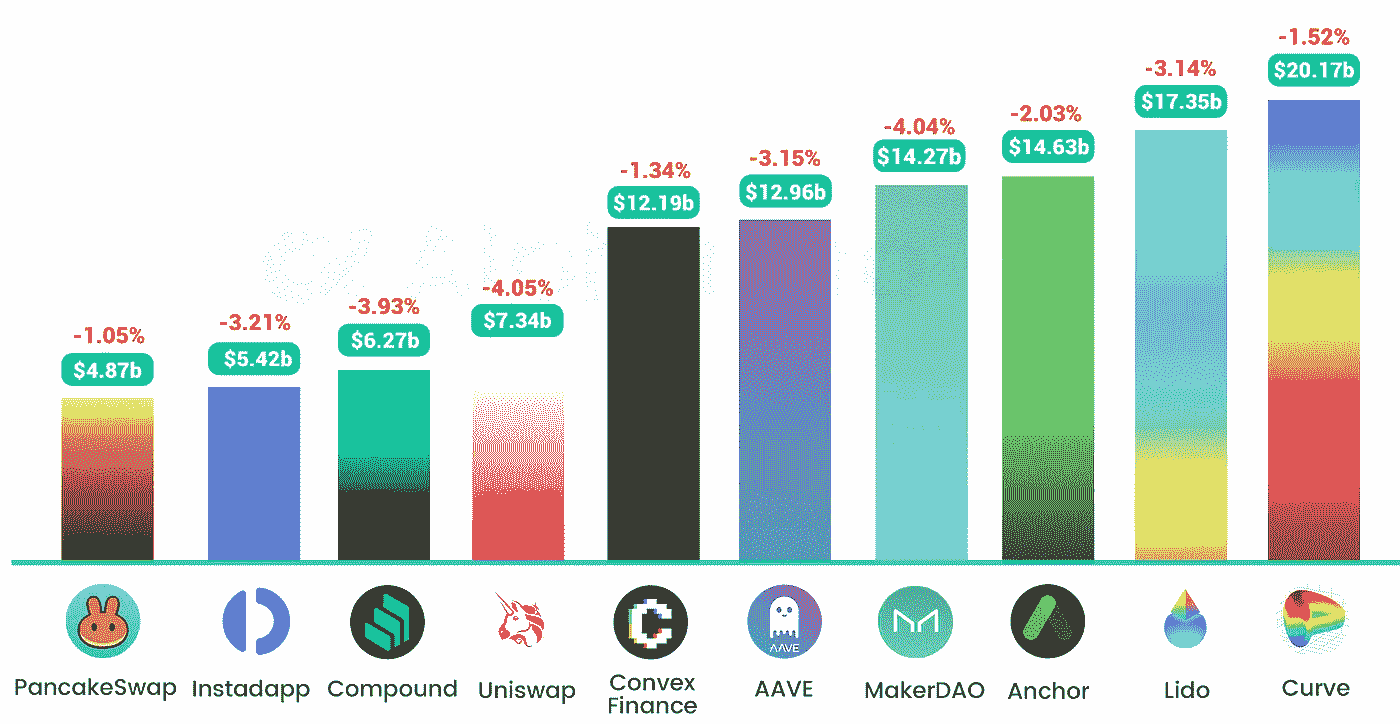 -1.05%
$4.87b
-3.21%
$5.42b
-3.93%
$6.27b
-4.05%
$7.34b
-1.34%
$12.19b
-3.15%
$12.96b
-4.04%
$14.27b
-2.03%
$14.63b
-3.14%
$17.35b
-1.52%
$20.17b
AAVE
PancakeSwap
Instadapp
Compound
Uniswap
Convex
Finance
AAVE
MakerDAO
Anchor
Lido
Curve